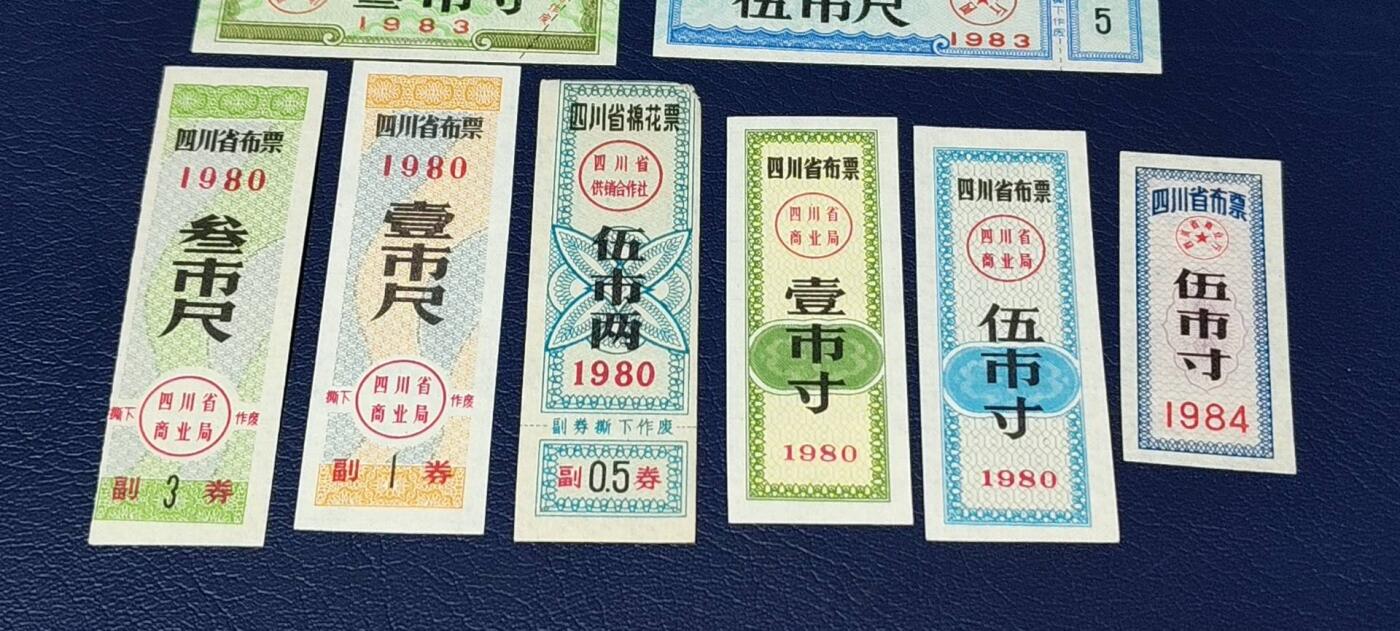 叁市寸
1983
伍市尺
1983
5
四川省布票
1980
叁市尺
四川省
商业局
撕下
作废
副 3 券
四川省布票
1980
壹市尺
四川省
商业局
撕下
作废
副 1 券
四川省棉花票
四川省
供销合作社
伍市两
1980
副券撕下作废
副 0.5 券
四川省布票
四川省
商业局
壹市寸
1980
四川省布票
四川省
商业局
伍市寸
1980
四川省布票
伍市寸
1984